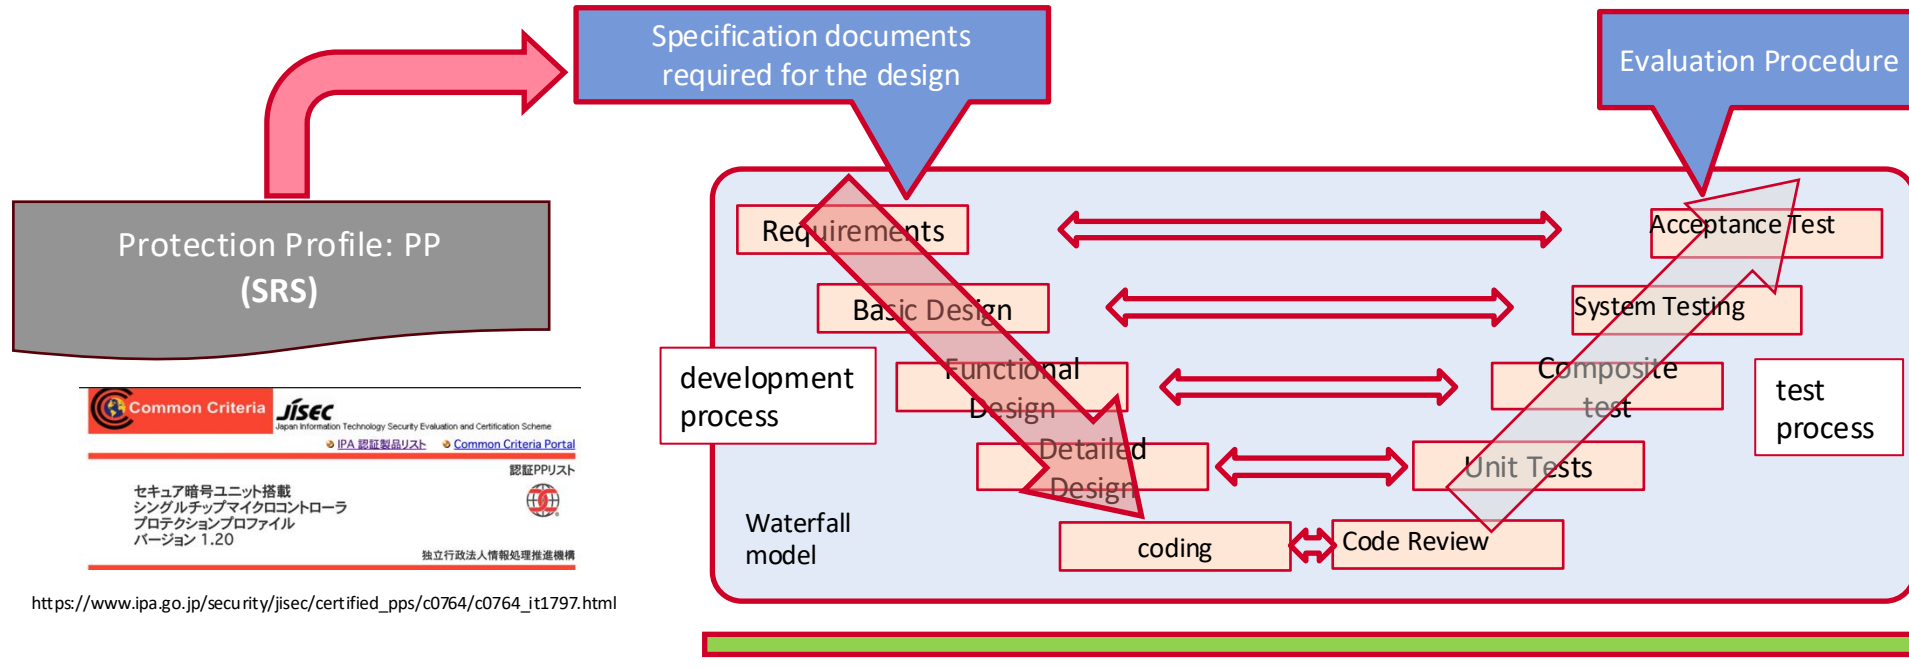 Specification documents
required for the design
Evaluation Procedure
Protection Profile: PP
(SRS)
Requirements
Acceptance Test
Basic Design
System Testing
development
process
Functional
Design
Composite
test
test
process
Detailed
Design
Unit Tests
Waterfall
model
coding
Code Review
Common Criteria
JISEC
Japan Information Technology Security Evaluation and Certification Scheme
IPA 認証製品リスト
Common Criteria Portal
認証PPリスト
セキュア暗号ユニット搭載
シングルチップマイクロコントローラ
プロテクションプロファイル
バージョン 1.20
独立行政法人情報処理推進機構
https://www.ipa.go.jp/security/jisec/certified_pps/c0764/c0764_it1797.html